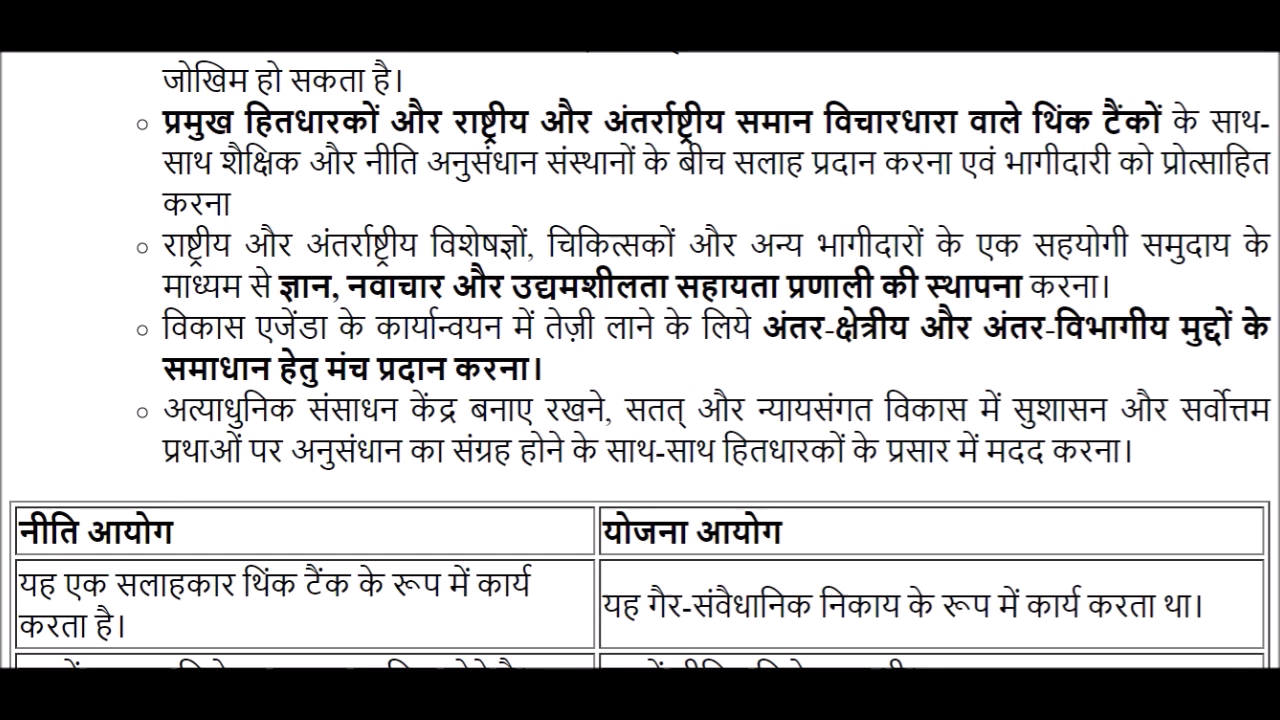 जोखिम हो सकता है।
प्रमुख हितधारकों और राष्ट्रीय और अंतर्राष्ट्रीय समान विचारधारा वाले थिंक टैंकों के साथ-
साथ शैक्षिक और नीति अनुसंधान संस्थानों के बीच सलाह प्रदान करना एवं भागीदारी को प्रोत्साहित
करना
राष्ट्रीय और अंतर्राष्ट्रीय विशेषज्ञों, चिकित्सकों और अन्य भागीदारों के एक सहयोगी समुदाय के
माध्यम से ज्ञान, नवाचार और उद्यमशीलता सहायता प्रणाली की स्थापना करना।
विकास एजेंडा के कार्यान्वयन में तेज़ी लाने के लिये अंतर-क्षेत्रीय और अंतर-विभागीय मुद्दों के
समाधान हेतु मंच प्रदान करना।
अत्याधुनिक संसाधन केंद्र बनाए रखने, सतत् और न्यायसंगत विकास में सुशासन और सर्वोत्तम
प्रथाओं पर अनुसंधान का संग्रह होने के साथ-साथ हितधारकों के प्रसार में मदद करना।
नीति आयोग
योजना आयोग
यह एक सलाहकार थिंक टैंक के रूप में कार्य
करता है।
यह गैर-संवैधानिक निकाय के रूप में कार्य करता था।